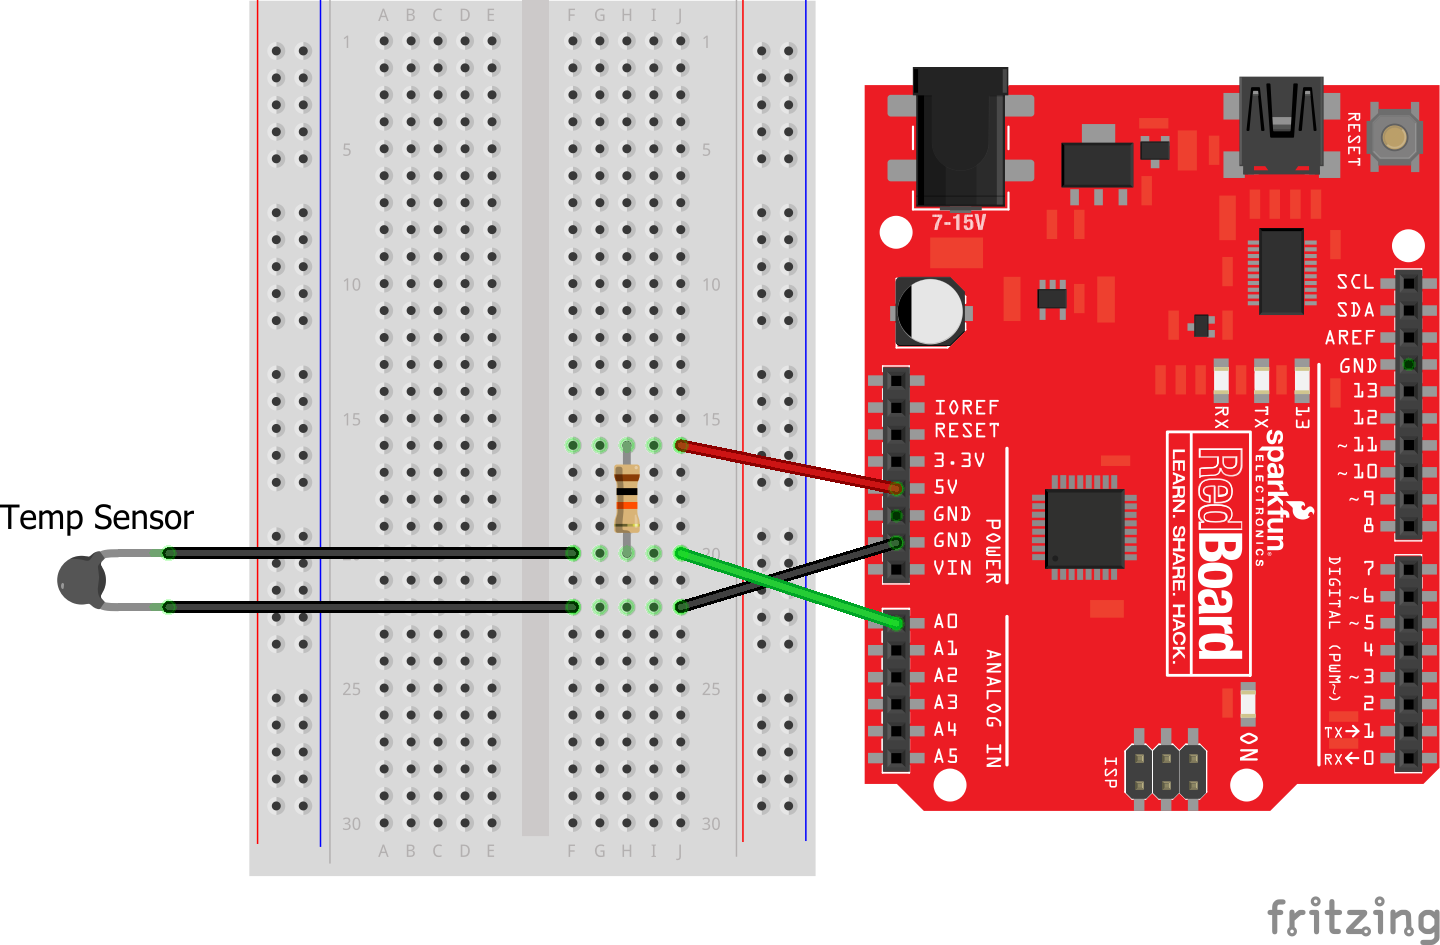 A B C D E F G H I J
1 1
5 5
10 10
15 15
20
25 25
30 30
A B C D E F G H I J
Temp Sensor
7-15V
RESET
IOREF
RESET
3.3V
5V
GND
GND
VIN
POWER
A0
A1
A2
A3
A4
A5
ANALOG IN
RX
TX
13
sparkfun
ELECTRONICS
RedBoard
LEARN. SHARE. HACK.
ON
ISP
SCL
SDA
AREF
GND
13
12
~11
~10
~9
8
7
~6
~5
4
~3
2
TX→1
RX←0
DIGITAL (PWM~)
fritzing